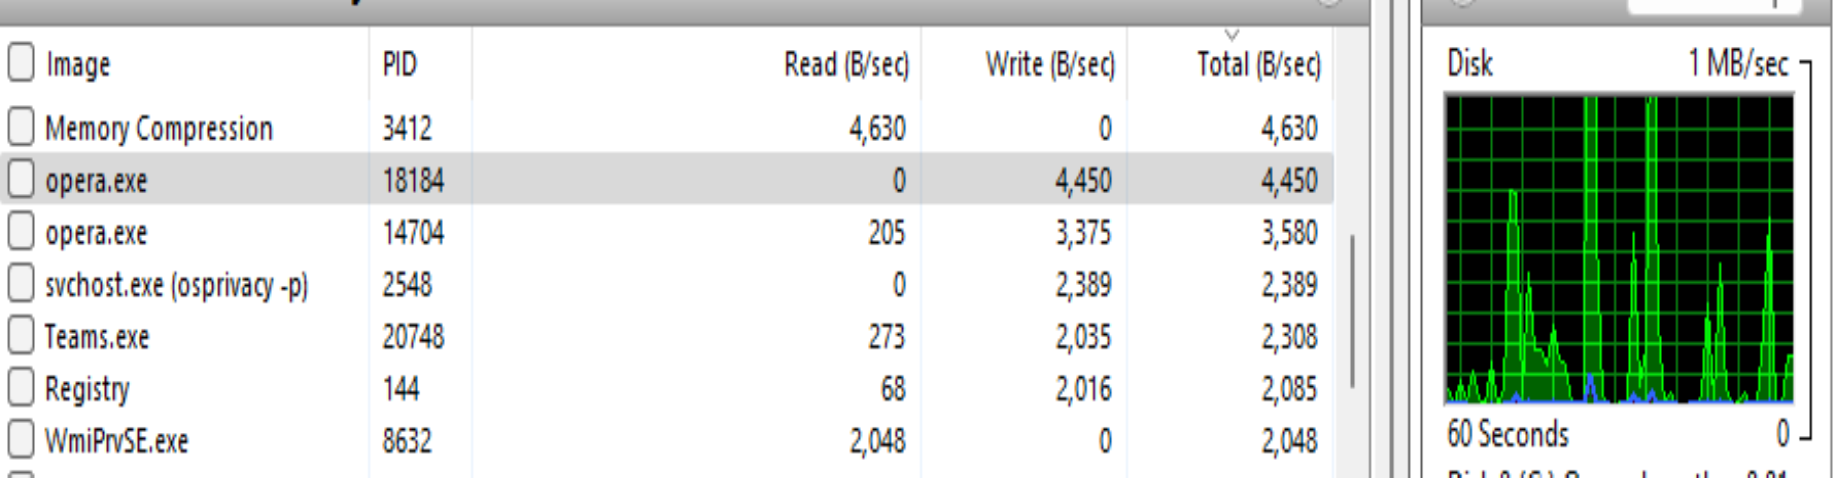 Image PID Read (B/sec) Write (B/sec) Total (B/sec)
Memory Compression 3412 4,630 0 4,630
opera.exe 18184 0 4,450 4,450
opera.exe 14704 205 3,375 3,580
svchost.exe (osprivacy -p) 2548 0 2,389 2,389
Teams.exe 20748 273 2,035 2,308
Registry 144 68 2,016 2,085
WmiPrvSE.exe 8632 2,048 0 2,048
Disk 1 MB/sec
60 Seconds 0